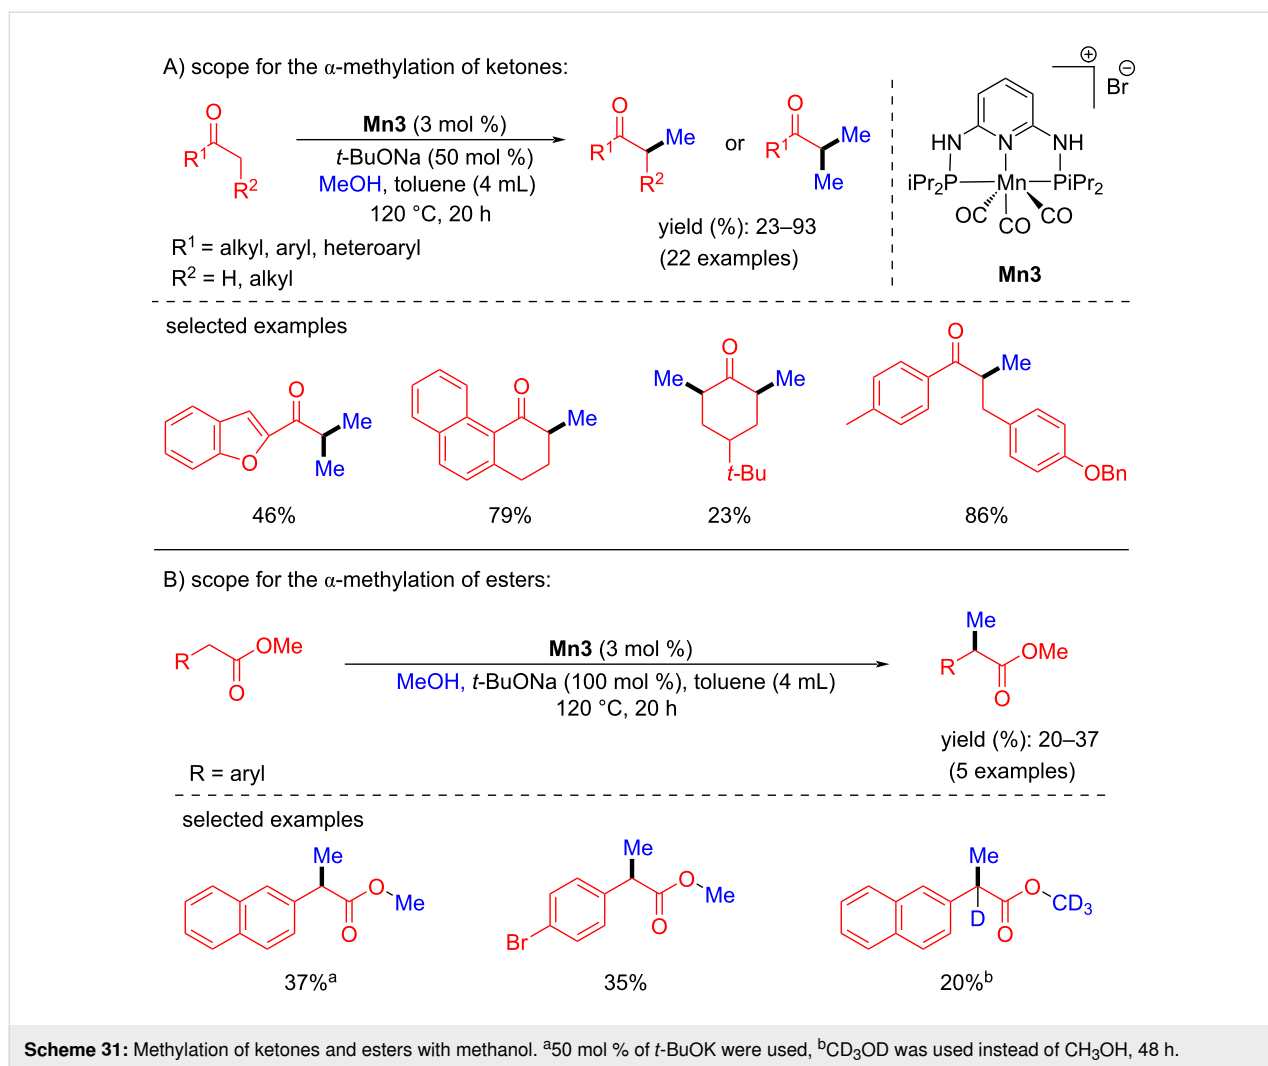 A) scope for the α-methylation of ketones:
O
R1
R2
Mn3 (3 mol %)
t-BuONa (50 mol %)
MeOH, toluene (4 mL)
120 °C, 20 h
R1 = alkyl, aryl, heteroaryl
R2 = H, alkyl
O
R1
Me
R2
or
O
R1
Me
Me
yield (%): 23–93
(22 examples)
⊕
Br⊖
HN
N
NH
iPr2P
Mn
PiPr2
OC
CO
CO
Mn3
selected examples
O
O
Me
Me
46%
O
Me
79%
O
Me
Me
t-Bu
23%
O
Me
OBn
86%
B) scope for the α-methylation of esters:
R
OMe
O
Mn3 (3 mol %)
MeOH, t-BuONa (100 mol %), toluene (4 mL)
120 °C, 20 h
R = aryl
Me
R
OMe
O
yield (%): 20–37
(5 examples)
selected examples
Me
O
Me
O
37%a
Me
O
Me
O
Br
35%
Me
O
CD3
D
O
20%b
Scheme 31: Methylation of ketones and esters with methanol. a50 mol % of t-BuOK were used, bCD3OD was used instead of CH3OH, 48 h.